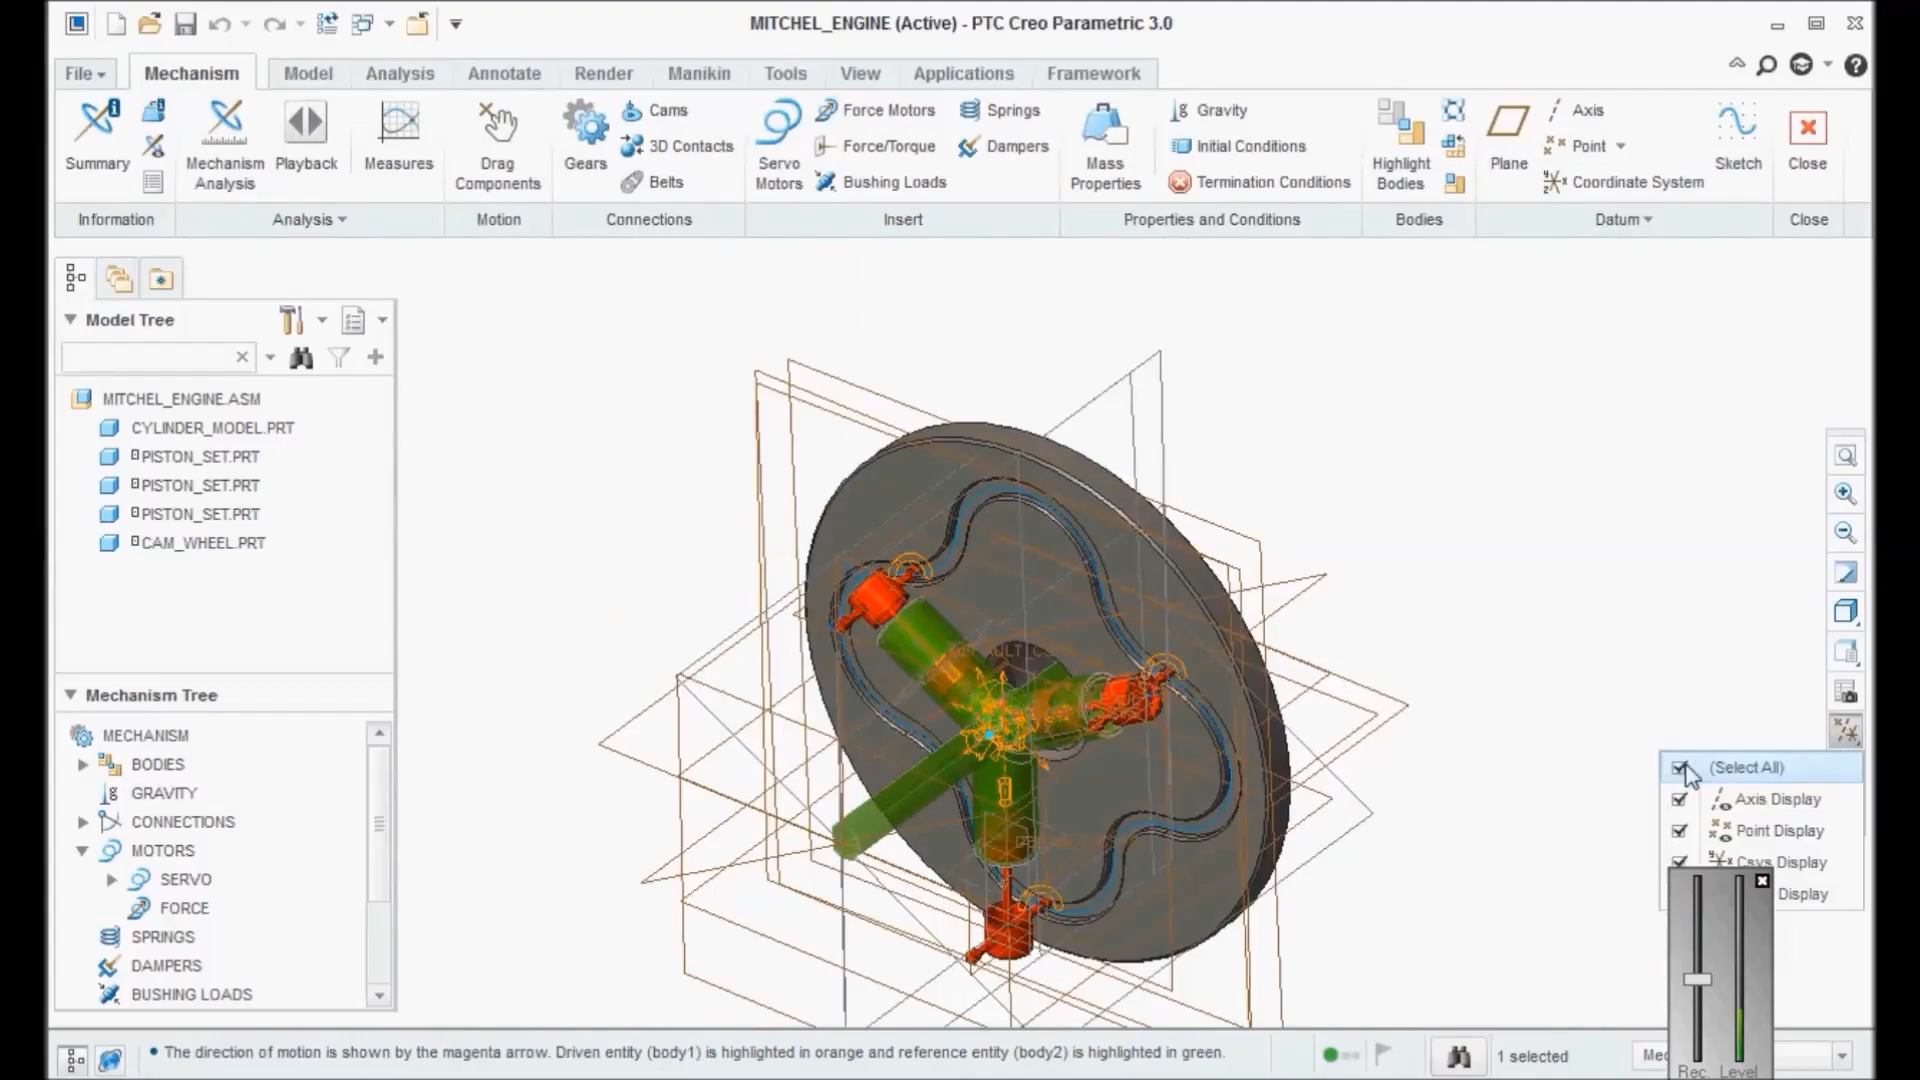 MITCHEL_ENGINE (Active) - PTC Creo Parametric 3.0
File Mechanism Model Analysis Annotate Render Manikin Tools View Applications Framework
Summary
Mechanism Analysis
Playback
Measures
Drag Components
Gears
Cams
3D Contacts
Belts
Servo Motors
Force Motors
Force/Torque
Bushing Loads
Springs
Dampers
Mass Properties
Gravity
Initial Conditions
Termination Conditions
Highlight Bodies
Plane
Axis
Point
Coordinate System
Sketch
Close
Information Analysis Motion Connections Insert Properties and Conditions Bodies Datum Close
Model Tree
MITCHEL_ENGINE.ASM
CYLINDER_MODEL.PRT
PISTON_SET.PRT
PISTON_SET.PRT
PISTON_SET.PRT
CAM_WHEEL.PRT
Mechanism Tree
MECHANISM
BODIES
GRAVITY
CONNECTIONS
MOTORS
SERVO
FORCE
SPRINGS
DAMPERS
BUSHING LOADS
(Select All)
Axis Display
Point Display
Csys Display
Display
Rec. Level
The direction of motion is shown by the magenta arrow. Driven entity (body1) is highlighted in orange and reference entity (body2) is highlighted in green.
1 selected